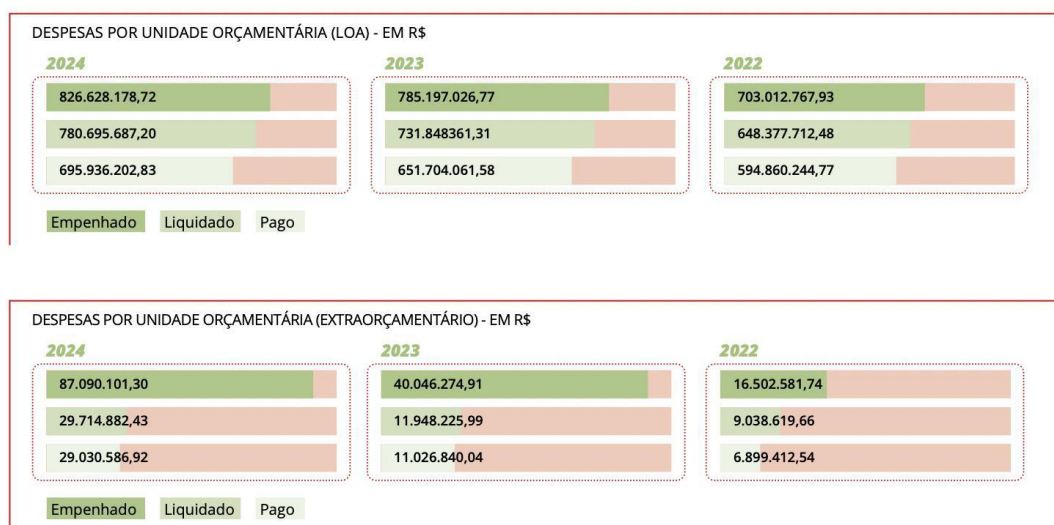 DESPESAS POR UNIDADE ORÇAMENTÁRIA (LOA) - EM R$
2024 2023 2022
826.628.178,72 785.197.026,77 703.012.767,93
780.695.687,20 731.848361,31 648.377.712,48
695.936.202,83 651.704.061,58 594.860.244,77
Empenhado Liquidado Pago
DESPESAS POR UNIDADE ORÇAMENTÁRIA (EXTRAORÇAMENTÁRIO) - EM R$
2024 2023 2022
87.090.101,30 40.046.274,91 16.502.581,74
29.714.882,43 11.948.225,99 9.038.619,66
29.030.586,92 11.026.840,04 6.899.412,54
Empenhado Liquidado Pago